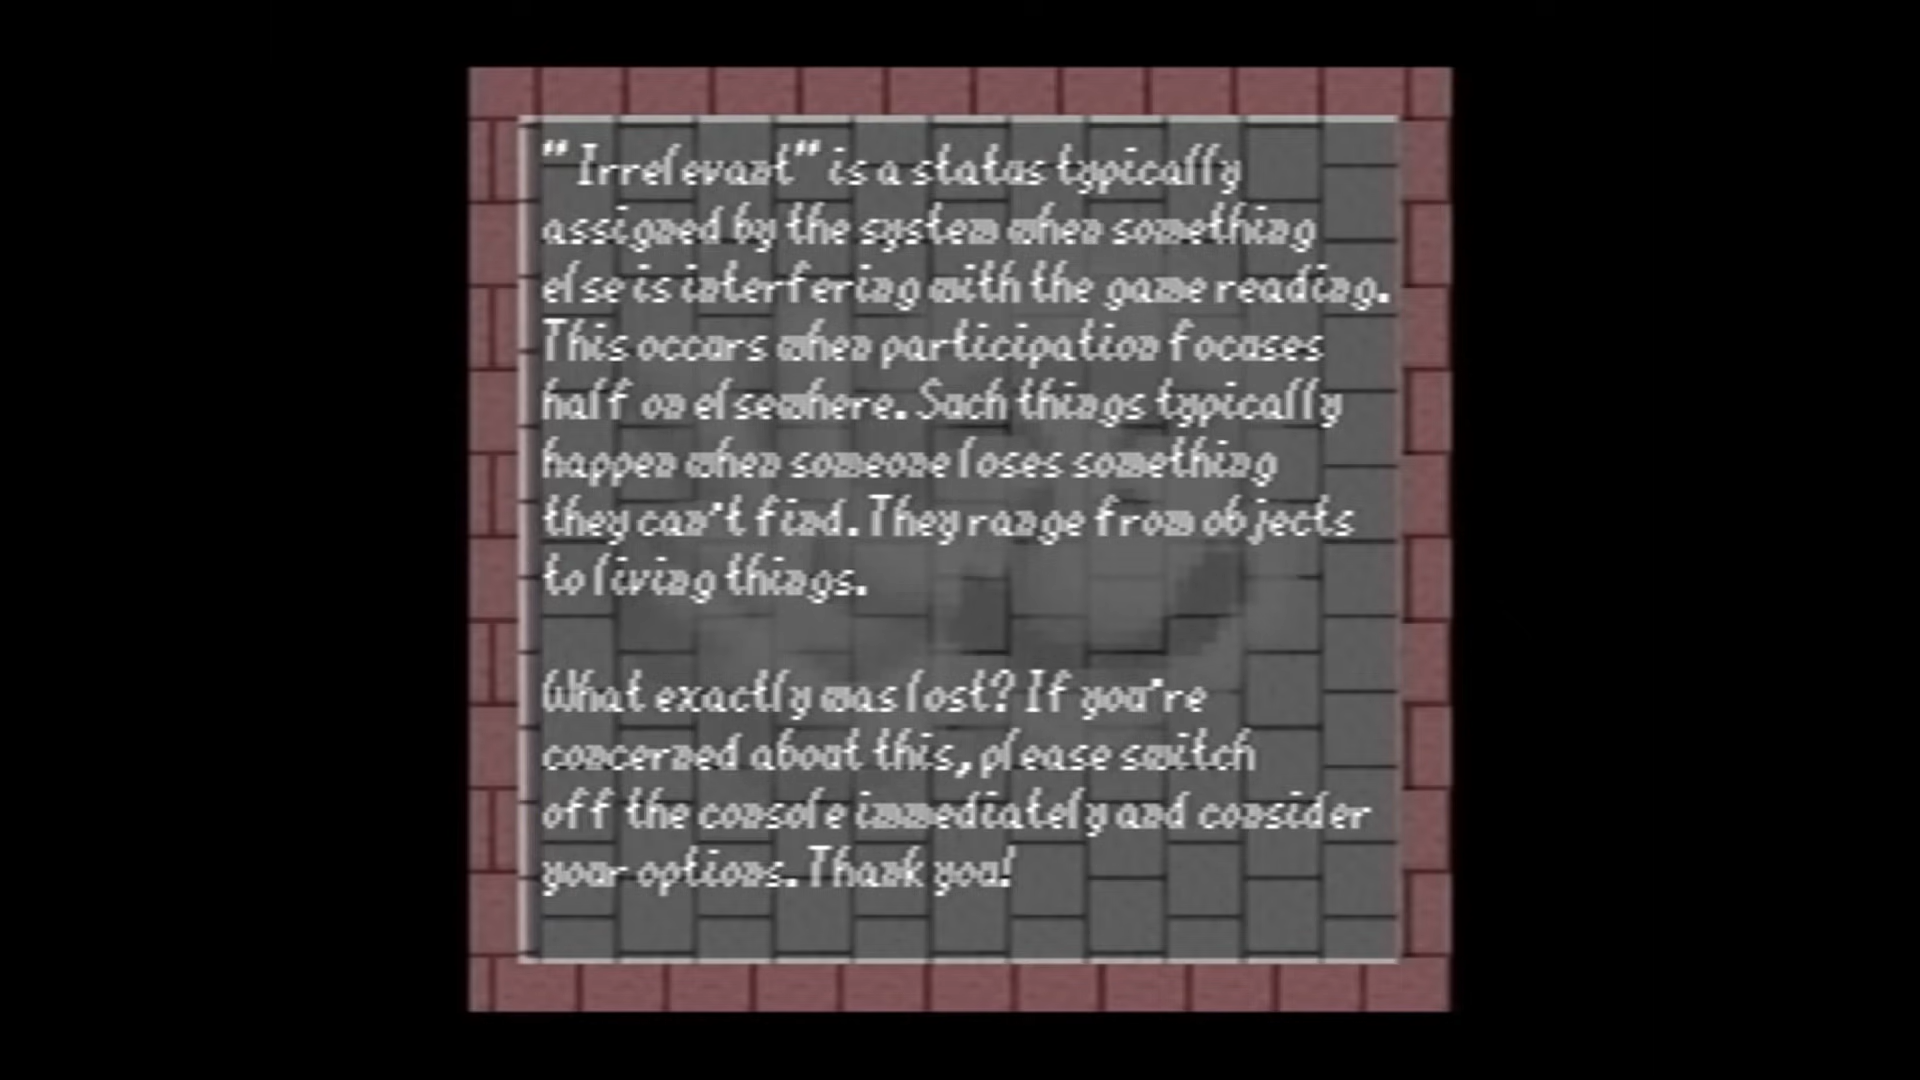 "Irrelevant" is a status typically
assigned by the system when something
else is interfering with the game reading.
This occurs when participation focuses
half on elsewhere. Such things typically
happen when someone loses something
they can't find. They range from objects
to living things.
What exactly was lost? If you're
concerned about this, please switch
off the console immediately and consider
your options. Thank you!